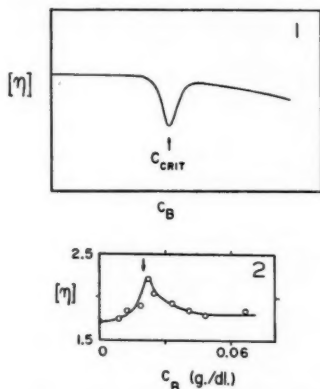 1
[η]
↑
C_CRIT
C_B
2
2.5
[η]
1.5
0 0.06
C_B (g./dl.)